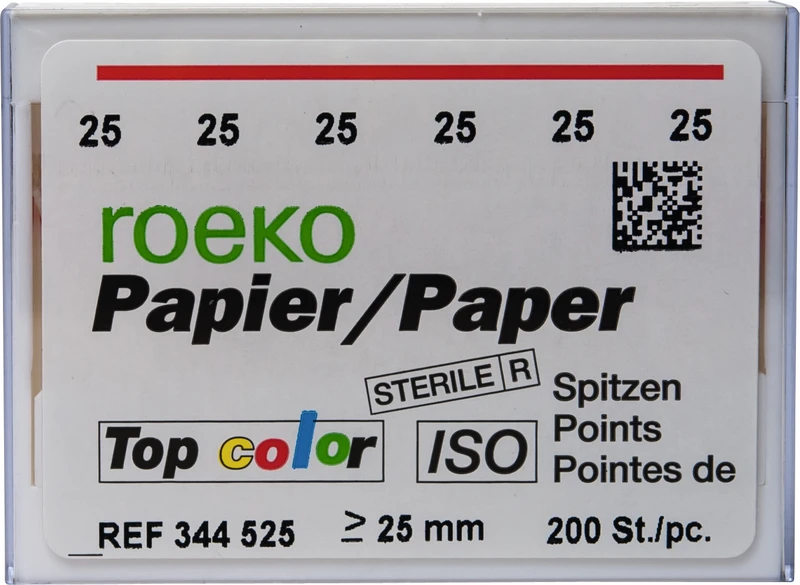 25 25 25 25 25 25
roeko
Papier/Paper
STERILE R
Spitzen
Points
Pointes de
Top color
ISO
REF 344 525
≥ 25 mm
200 St./pc.